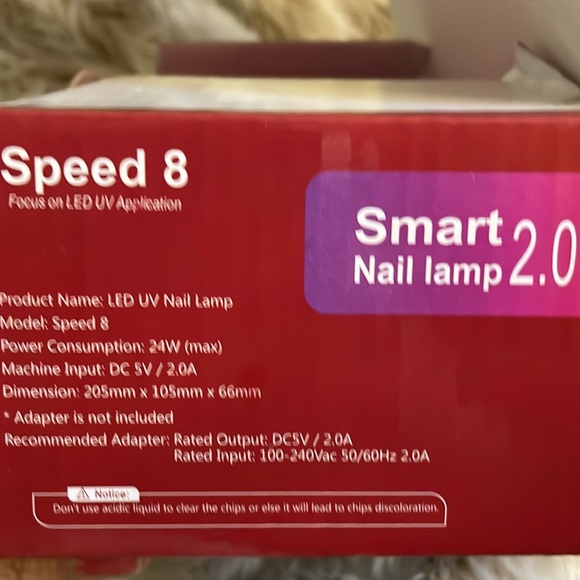 Speed 8
Focus on LED UV Application
Smart
Nail lamp 2.0
Product Name: LED UV Nail Lamp
Model: Speed 8
Power Consumption: 24W (max)
Machine Input: DC 5V / 2.0A
Dimension: 205mm x 105mm x 66mm
* Adapter is not included
Recommended Adapter: Rated Output: DC5V / 2.0A
Rated Input: 100-240Vac 50/60Hz 2.0A
Notice:
Don't use acidic liquid to clear the chips or else it will lead to chips discoloration.